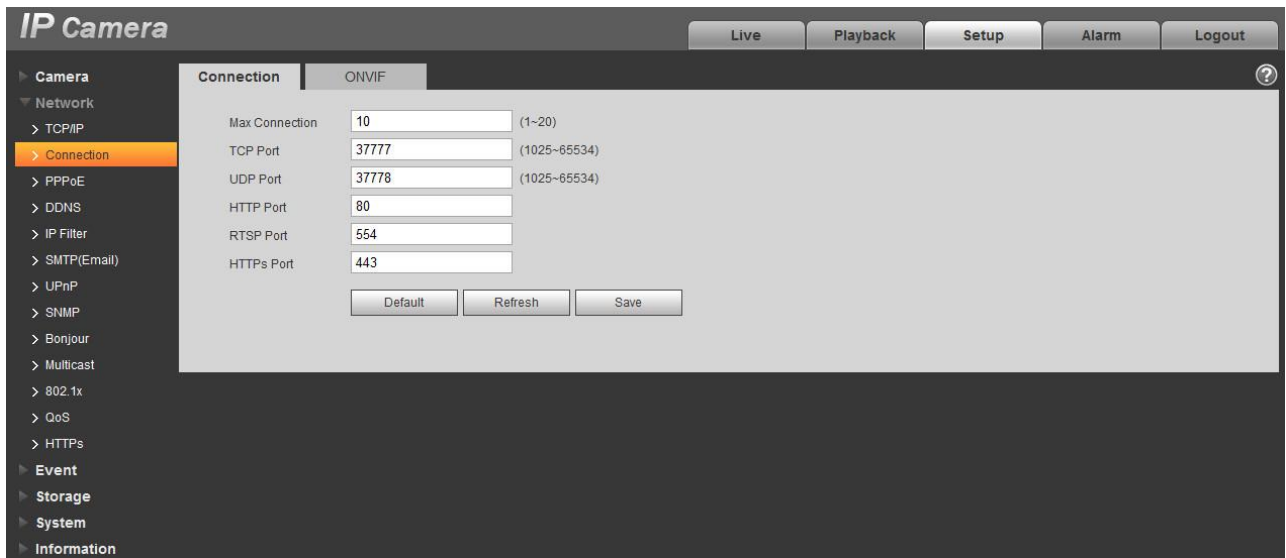 IP Camera
Live Playback Setup Alarm Logout
Camera
Network
TCP/IP
Connection
PPPoE
DDNS
IP Filter
SMTP(Email)
UPnP
SNMP
Bonjour
Multicast
802.1x
QoS
HTTPs
Event
Storage
System
Information
Connection ONVIF ?
Max Connection 10 (1~20)
TCP Port 37777 (1025~65534)
UDP Port 37778 (1025~65534)
HTTP Port 80
RTSP Port 554
HTTPs Port 443
Default Refresh Save